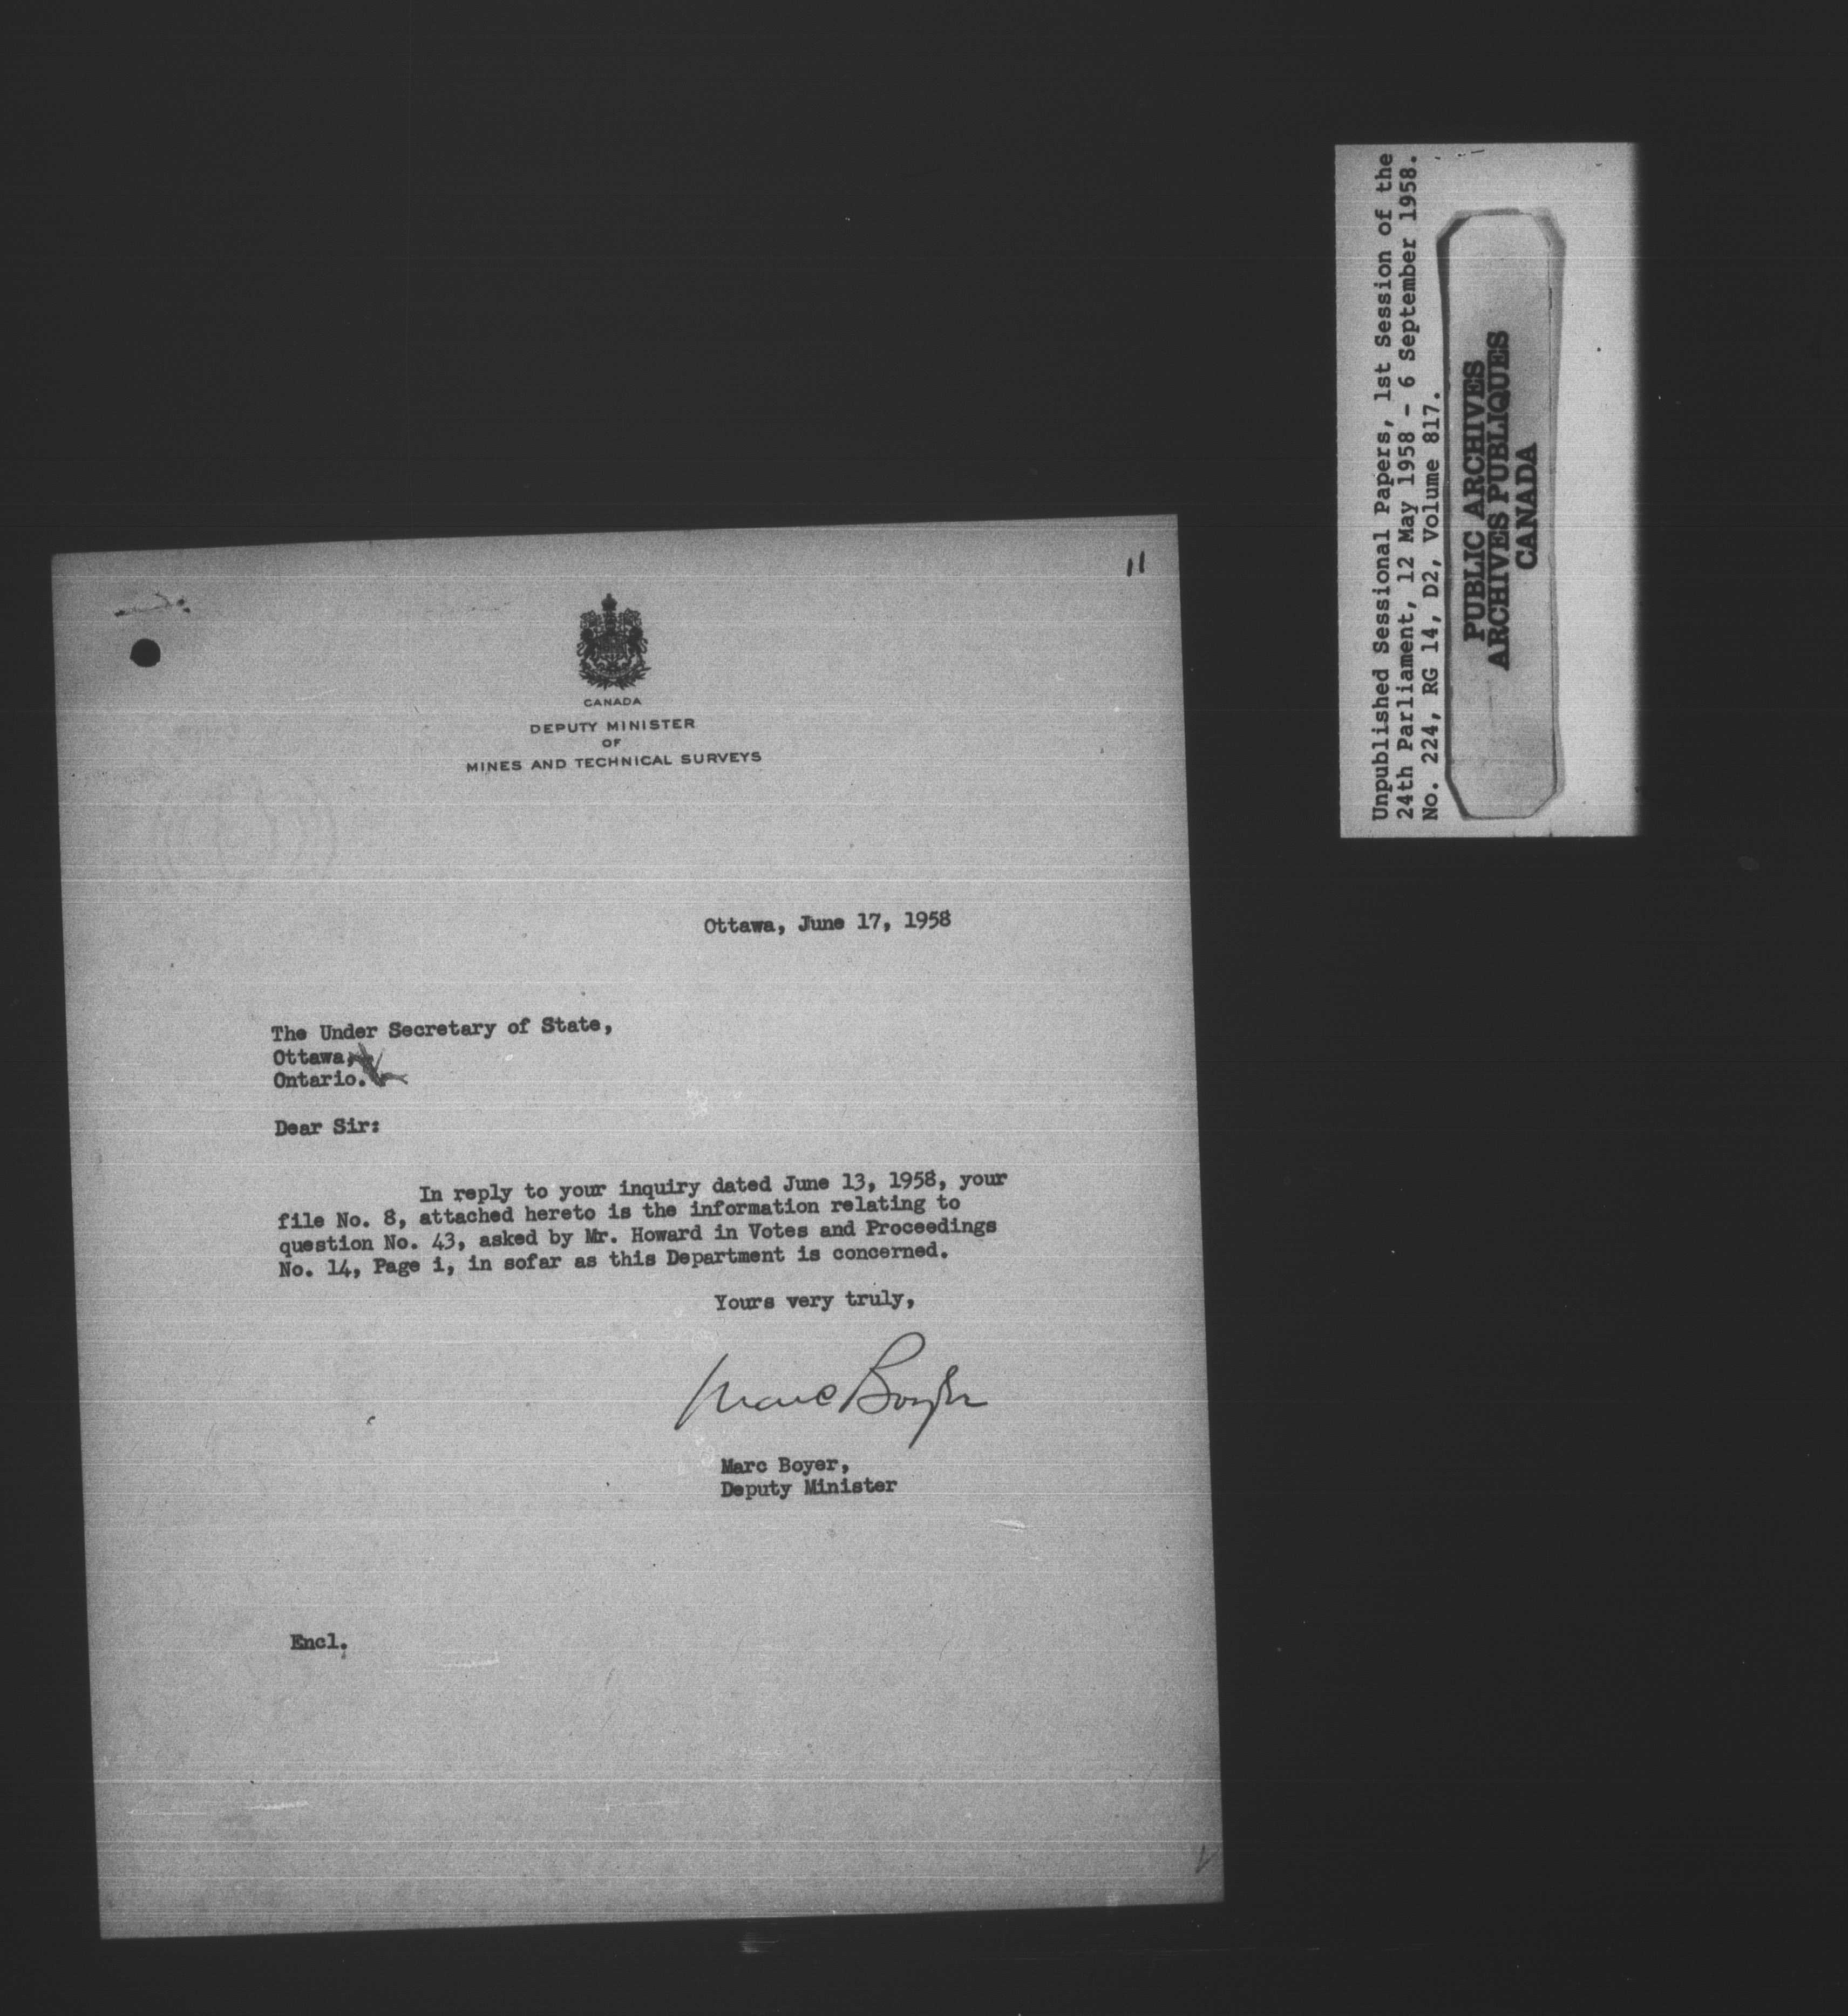 11
CANADA
DEPUTY MINISTER
OF
MINES AND TECHNICAL SURVEYS
Ottawa, June 17, 1958
The Under Secretary of State,
Ottawa,
Ontario.
Dear Sir:
In reply to your inquiry dated June 13, 1958, your
file No. 8, attached hereto is the information relating to
question No. 43, asked by Mr. Howard in Votes and Proceedings
No. 14, Page i, in sofar as this Department is concerned.
Yours very truly,
Marc Boyer
Marc Boyer,
Deputy Minister
Encl.
Unpublished Sessional Papers, 1st Session of the
24th Parliament, 12 May 1958 - 6 September 1958.
No. 224, RG 14, D2, Volume 817.
PUBLIC ARCHIVES
ARCHIVES PUBLIQUES
CANADA